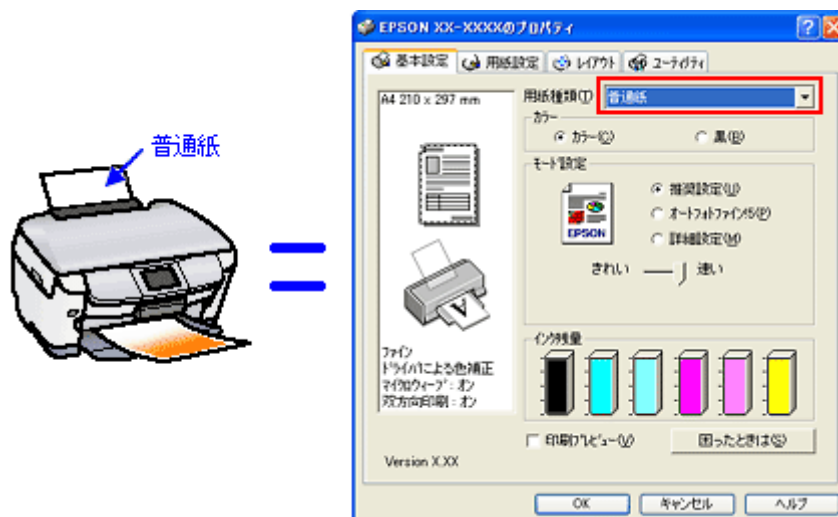 普通紙
EPSON XX-XXXXのプロパティ
基本設定 用紙設定 レイアウト ユーティリティ
A4 210 x 297 mm
用紙種類(T) 普通紙
カラー
カラー(C) 黒(B)
モード設定
推奨設定(U)
オートフォトファイン!5(P)
詳細設定(M)
EPSON
きれい 速い
A
ファイン
ドライバによる色補正
マイクロウィーブ：オン
双方向印刷：オン
インク残量
印刷プレビュー(V) 困ったときは(S)
Version X.XX
OK キャンセル ヘルプ